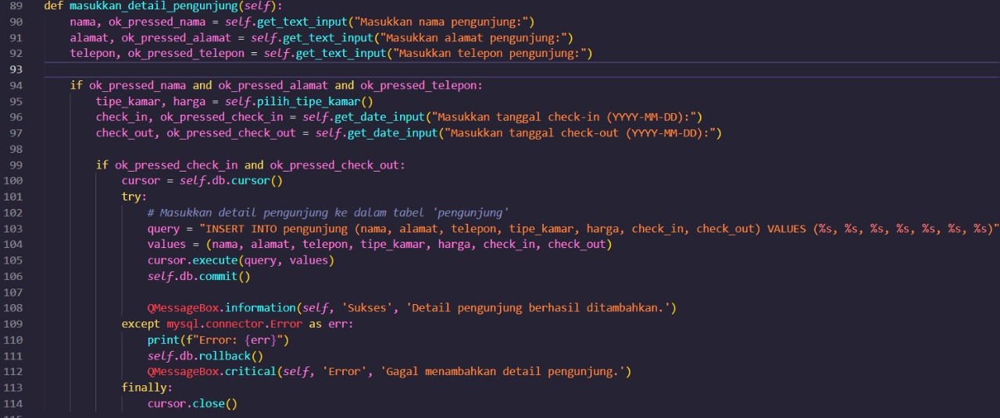 89 def masukkan_detail_pengunjung(self):
90 nama, ok_pressed_nama = self.get_text_input("Masukkan nama pengunjung:")
91 alamat, ok_pressed_alamat = self.get_text_input("Masukkan alamat pengunjung:")
92 telepon, ok_pressed_telepon = self.get_text_input("Masukkan telepon pengunjung:")
93
94 if ok_pressed_nama and ok_pressed_alamat and ok_pressed_telepon:
95 tipe_kamar, harga = self.pilih_tipe_kamar()
96 check_in, ok_pressed_check_in = self.get_date_input("Masukkan tanggal check-in (YYYY-MM-DD):")
97 check_out, ok_pressed_check_out = self.get_date_input("Masukkan tanggal check-out (YYYY-MM-DD):")
98
99 if ok_pressed_check_in and ok_pressed_check_out:
100 cursor = self.db.cursor()
101 try:
102 # Masukkan detail pengunjung ke dalam tabel 'pengunjung'
103 query = "INSERT INTO pengunjung (nama, alamat, telepon, tipe_kamar, harga, check_in, check_out) VALUES (%s, %s, %s, %s, %s, %s, %s)"
104 values = (nama, alamat, telepon, tipe_kamar, harga, check_in, check_out)
105 cursor.execute(query, values)
106 self.db.commit()
107
108 QMessageBox.information(self, 'Sukses', 'Detail pengunjung berhasil ditambahkan.')
109 except mysql.connector.Error as err:
110 print(f"Error: {err}")
111 self.db.rollback()
112 QMessageBox.critical(self, 'Error', 'Gagal menambahkan detail pengunjung.')
113 finally:
114 cursor.close()